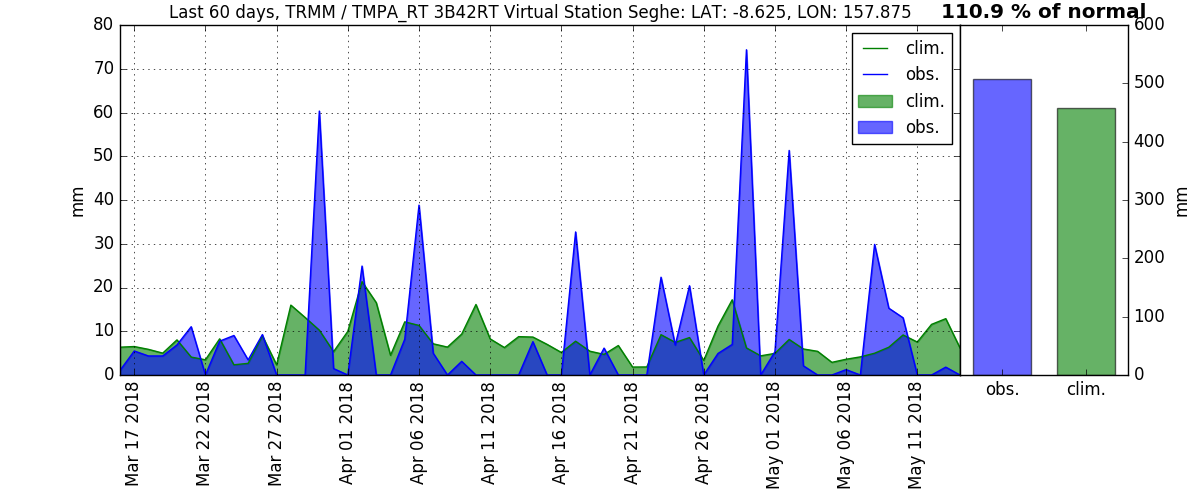 Last 60 days, TRMM / TMPA_RT 3B42RT Virtual Station Seghe: LAT: -8.625, LON: 157.875
110.9 % of normal
80
70
60
50
40
30
20
10
0
mm
clim.
obs.
clim.
obs.
600
500
400
300
200
100
0
mm
Mar 17 2018
Mar 22 2018
Mar 27 2018
Apr 01 2018
Apr 06 2018
Apr 11 2018
Apr 16 2018
Apr 21 2018
Apr 26 2018
May 01 2018
May 06 2018
May 11 2018
obs.
clim.